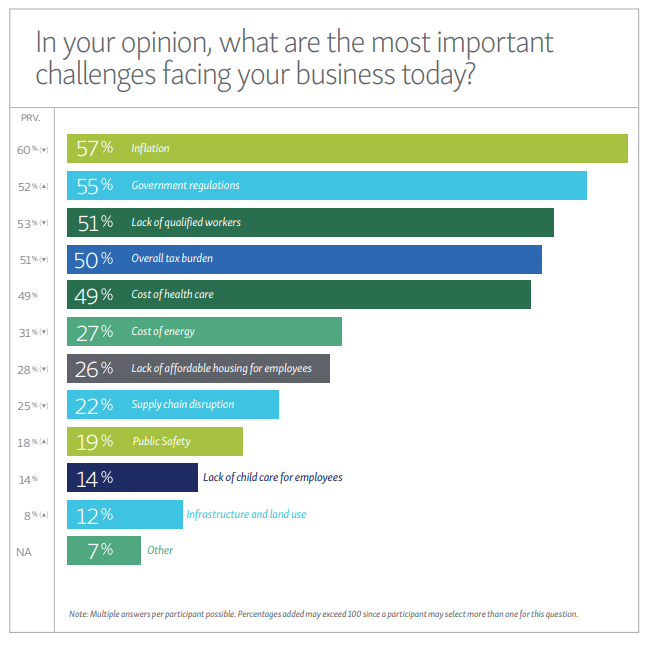 In your opinion, what are the most important
challenges facing your business today?
PRV.
60% (▼) 57% Inflation
52% (▲) 55% Government regulations
53% (▼) 51% Lack of qualified workers
51% (▼) 50% Overall tax burden
49% 49% Cost of health care
31% (▼) 27% Cost of energy
28% (▼) 26% Lack of affordable housing for employees
25% (▼) 22% Supply chain disruption
18% (▲) 19% Public Safety
14% 14% Lack of child care for employees
8% (▲) 12% Infrastructure and land use
NA 7% Other
Note: Multiple answers per participant possible. Percentages added may exceed 100 since a participant may select more than one for this question.